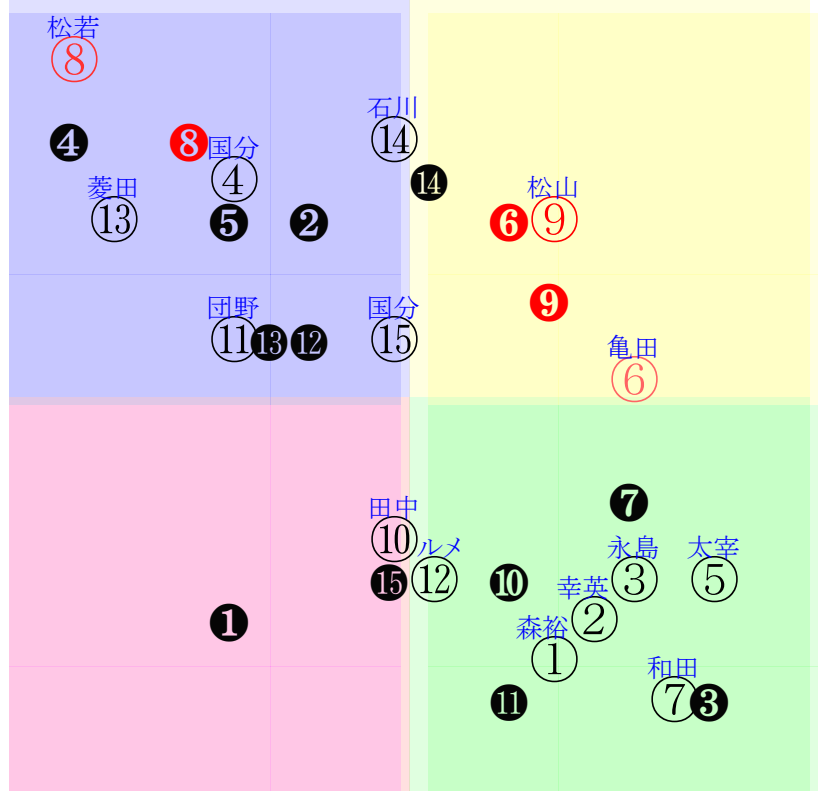 松若
⑧
石川
⑭
❹
❽
国分
④
⓮
菱田
⑬
❺
❷
❻
松山
⑨
❾
団野
⑪
⓭
⓬
国分
⑮
亀田
⑥
❼
田中
⑩
ルメ
⑫
⓯
❿
永島
③
太宰
⑤
幸英
②
❶
森裕
①
和田
⑦
❸
⓫